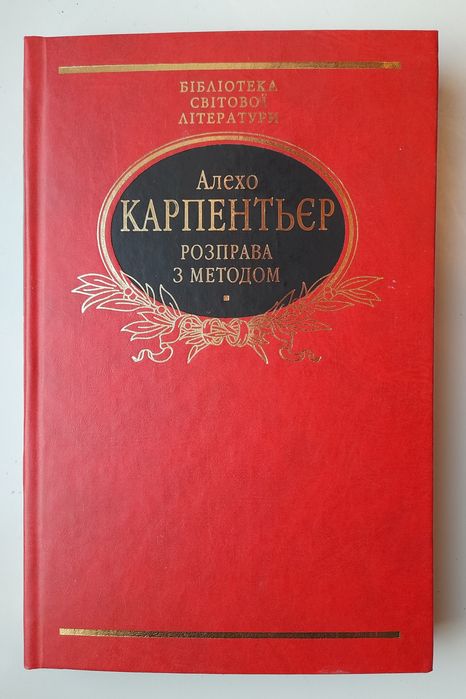 БІБЛІОТЕКА
СВІТОВОЇ
ЛІТЕРАТУРИ
Алехо
КАРПЕНТЬЄР
РОЗПРАВА
З МЕТОДОМ